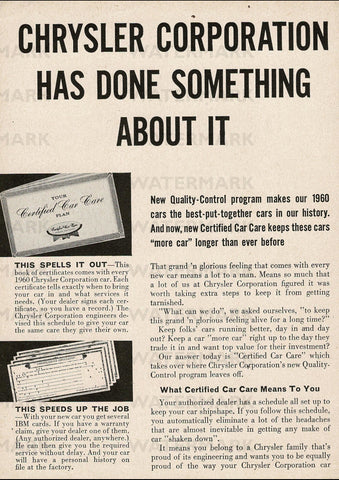 CHRYSLER CORPORATION
HAS DONE SOMETHING
ABOUT IT
YOUR
Certified Car Care
PLAN
THIS SPELLS IT OUT—This
book of certificates comes with every
1960 Chrysler Corporation car. Each
certificate tells exactly when to bring
your car in and what services it
needs. (Your dealer signs each cer-
tificate, so you have a record.) The
Chrysler Corporation engineers de-
vised this schedule to give your car
the same care they give their own.
THIS SPEEDS UP THE JOB
—With your new car you get several
IBM cards. If you have a warranty
claim, give your dealer one of them.
(Any authorized dealer, anywhere.)
He can then give you the required
service without delay. And your car
will have a personal history on
file at the factory.
New Quality-Control program makes our 1960
cars the best-put-together cars in our history.
And now, new Certified Car Care keeps these cars
"more car" longer than ever before
That grand 'n glorious feeling that comes with every
new car means a lot to a man. Means so much that
a lot of us at Chrysler Corporation figured it was
worth taking extra steps to keep it from getting
tarnished.
"What can we do", we asked ourselves, "to keep
this grand 'n glorious feeling alive for a long time?"
Keep folks' cars running better, day in and day
out? Keep a car "more car" right up to the day they
trade it in and want top value for their investment?
Our answer today is "Certified Car Care" which
takes over where Chrysler Corporation's new Quality-
Control program leaves off.
What Certified Car Care Means To You
Your authorized dealer has a schedule all set up to
keep your car shipshape. If you follow this schedule,
you automatically eliminate a lot of the headaches
that are almost inevitable in getting any make of
car "shaken down".
It means you belong to a Chrysler family that's
proud of its engineering and wants you to be equally
proud of the way your Chrysler Corporation car
WATERMARK